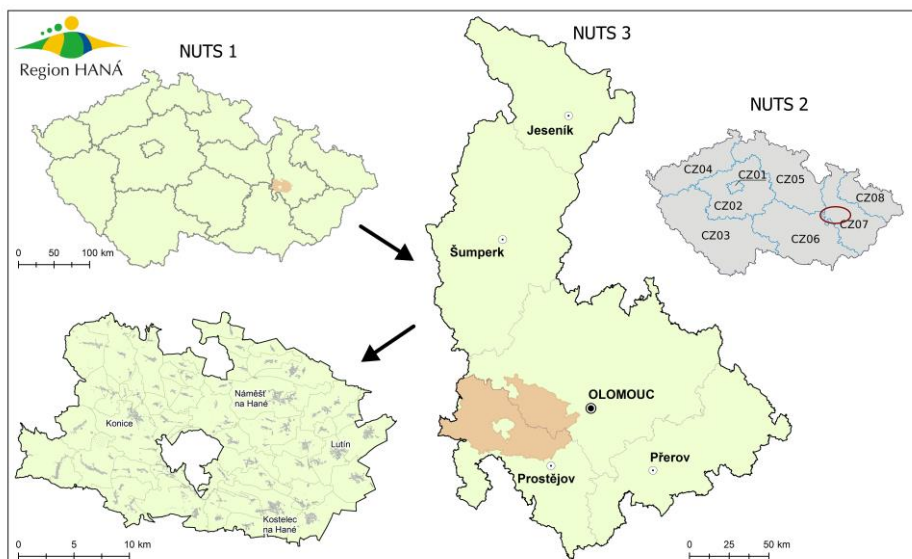 Region HANÁ
NUTS 1
0 50 100 km
NUTS 3
Jeseník
Šumperk
OLOMOUC
Prostějov
Přerov
0 25 50 km
NUTS 2
CZ04
CZ01
CZ05
CZ08
CZ02
CZ07
CZ03
CZ06
Náměšť
na Hané
Konice
Lutín
Kostelec
na Hané
0 5 10 km